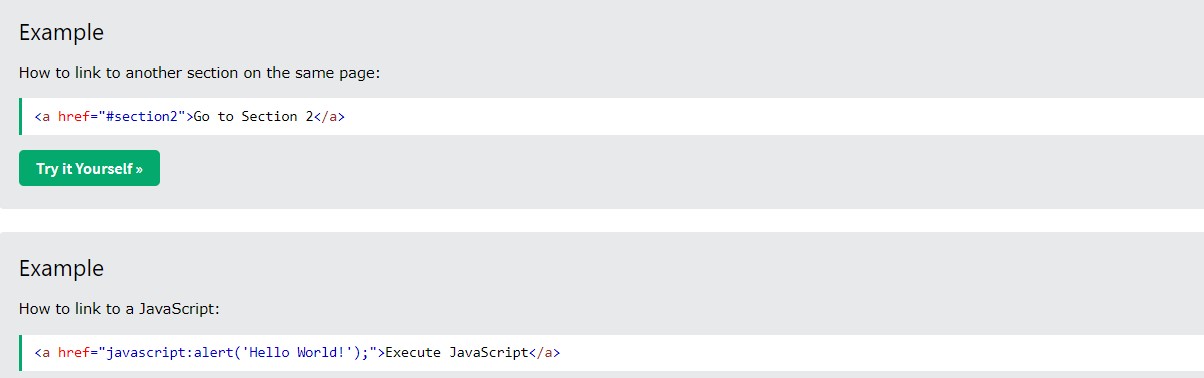 Example
How to link to another section on the same page:
<a href="#section2">Go to Section 2</a>
Try it Yourself »
Example
How to link to a JavaScript:
<a href="javascript:alert('Hello World!');">Execute JavaScript</a>